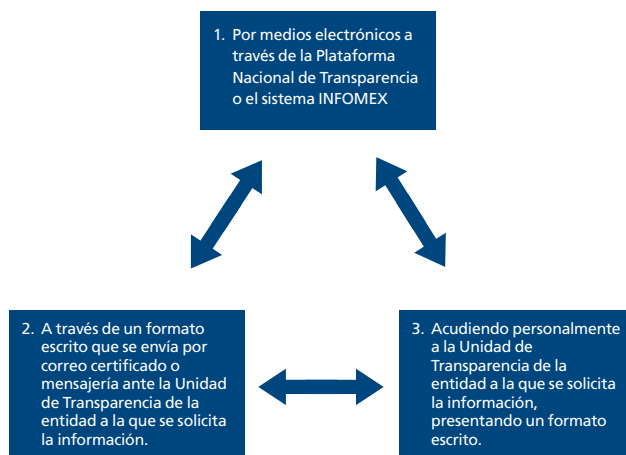 1. Por medios electrónicos a
través de la Plataforma
Nacional de Transparencia
o el sistema INFOMEX
2. A través de un formato
escrito que se envía por
correo certificado o
mensajería ante la Unidad
de Transparencia de la
entidad a la que se solicita
la información.
3. Acudiendo personalmente
a la Unidad de
Transparencia de la
entidad a la que se solicita
la información,
presentando un formato
escrito.